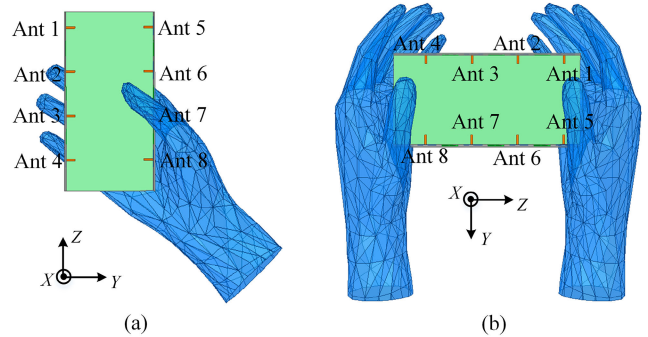 Ant 1
Ant 5
Ant 2
Ant 6
Ant 3
Ant 7
Ant 4
Ant 8
Z
X
Y
(a)
Ant 4
Ant 2
Ant 3
Ant 1
Ant 7
Ant 5
Ant 8
Ant 6
X
Z
Y
(b)